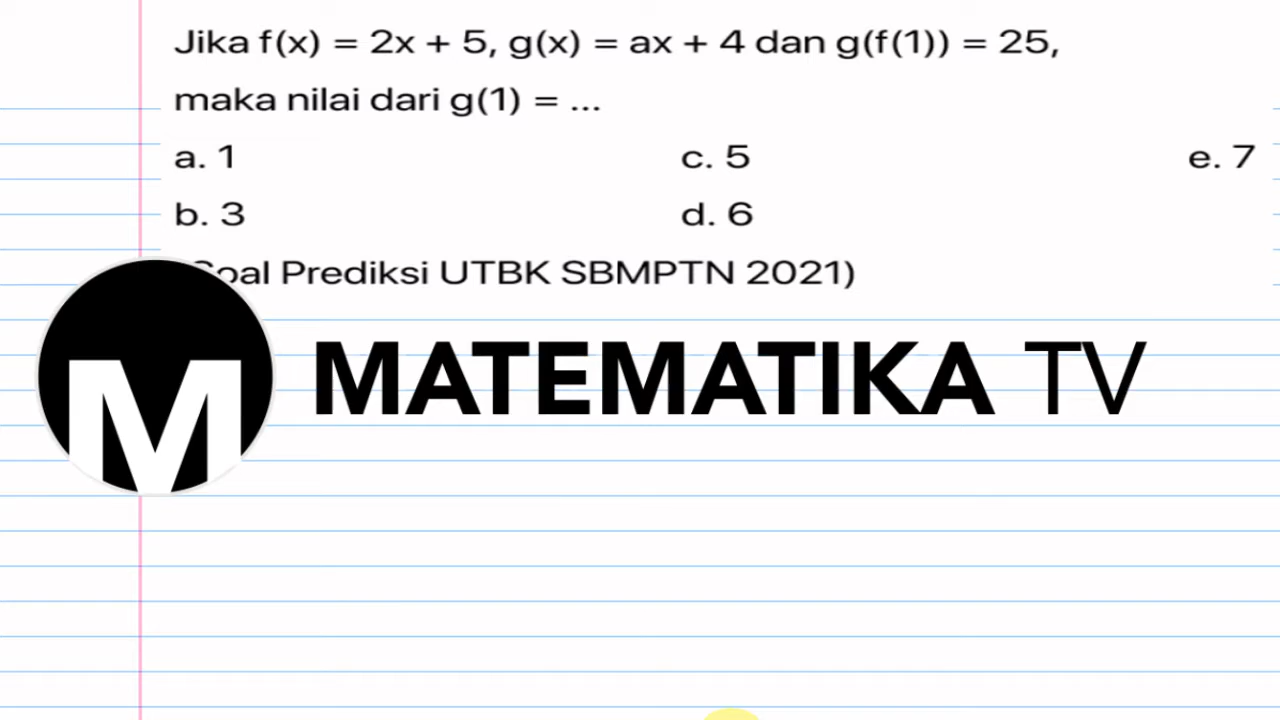 Jika f(x) = 2x + 5, g(x) = ax + 4 dan g(f(1)) = 25,
maka nilai dari g(1) = ...
a. 1 c. 5 e. 7
b. 3 d. 6
Soal Prediksi UTBK SBMPTN 2021)
M MATEMATIKA TV